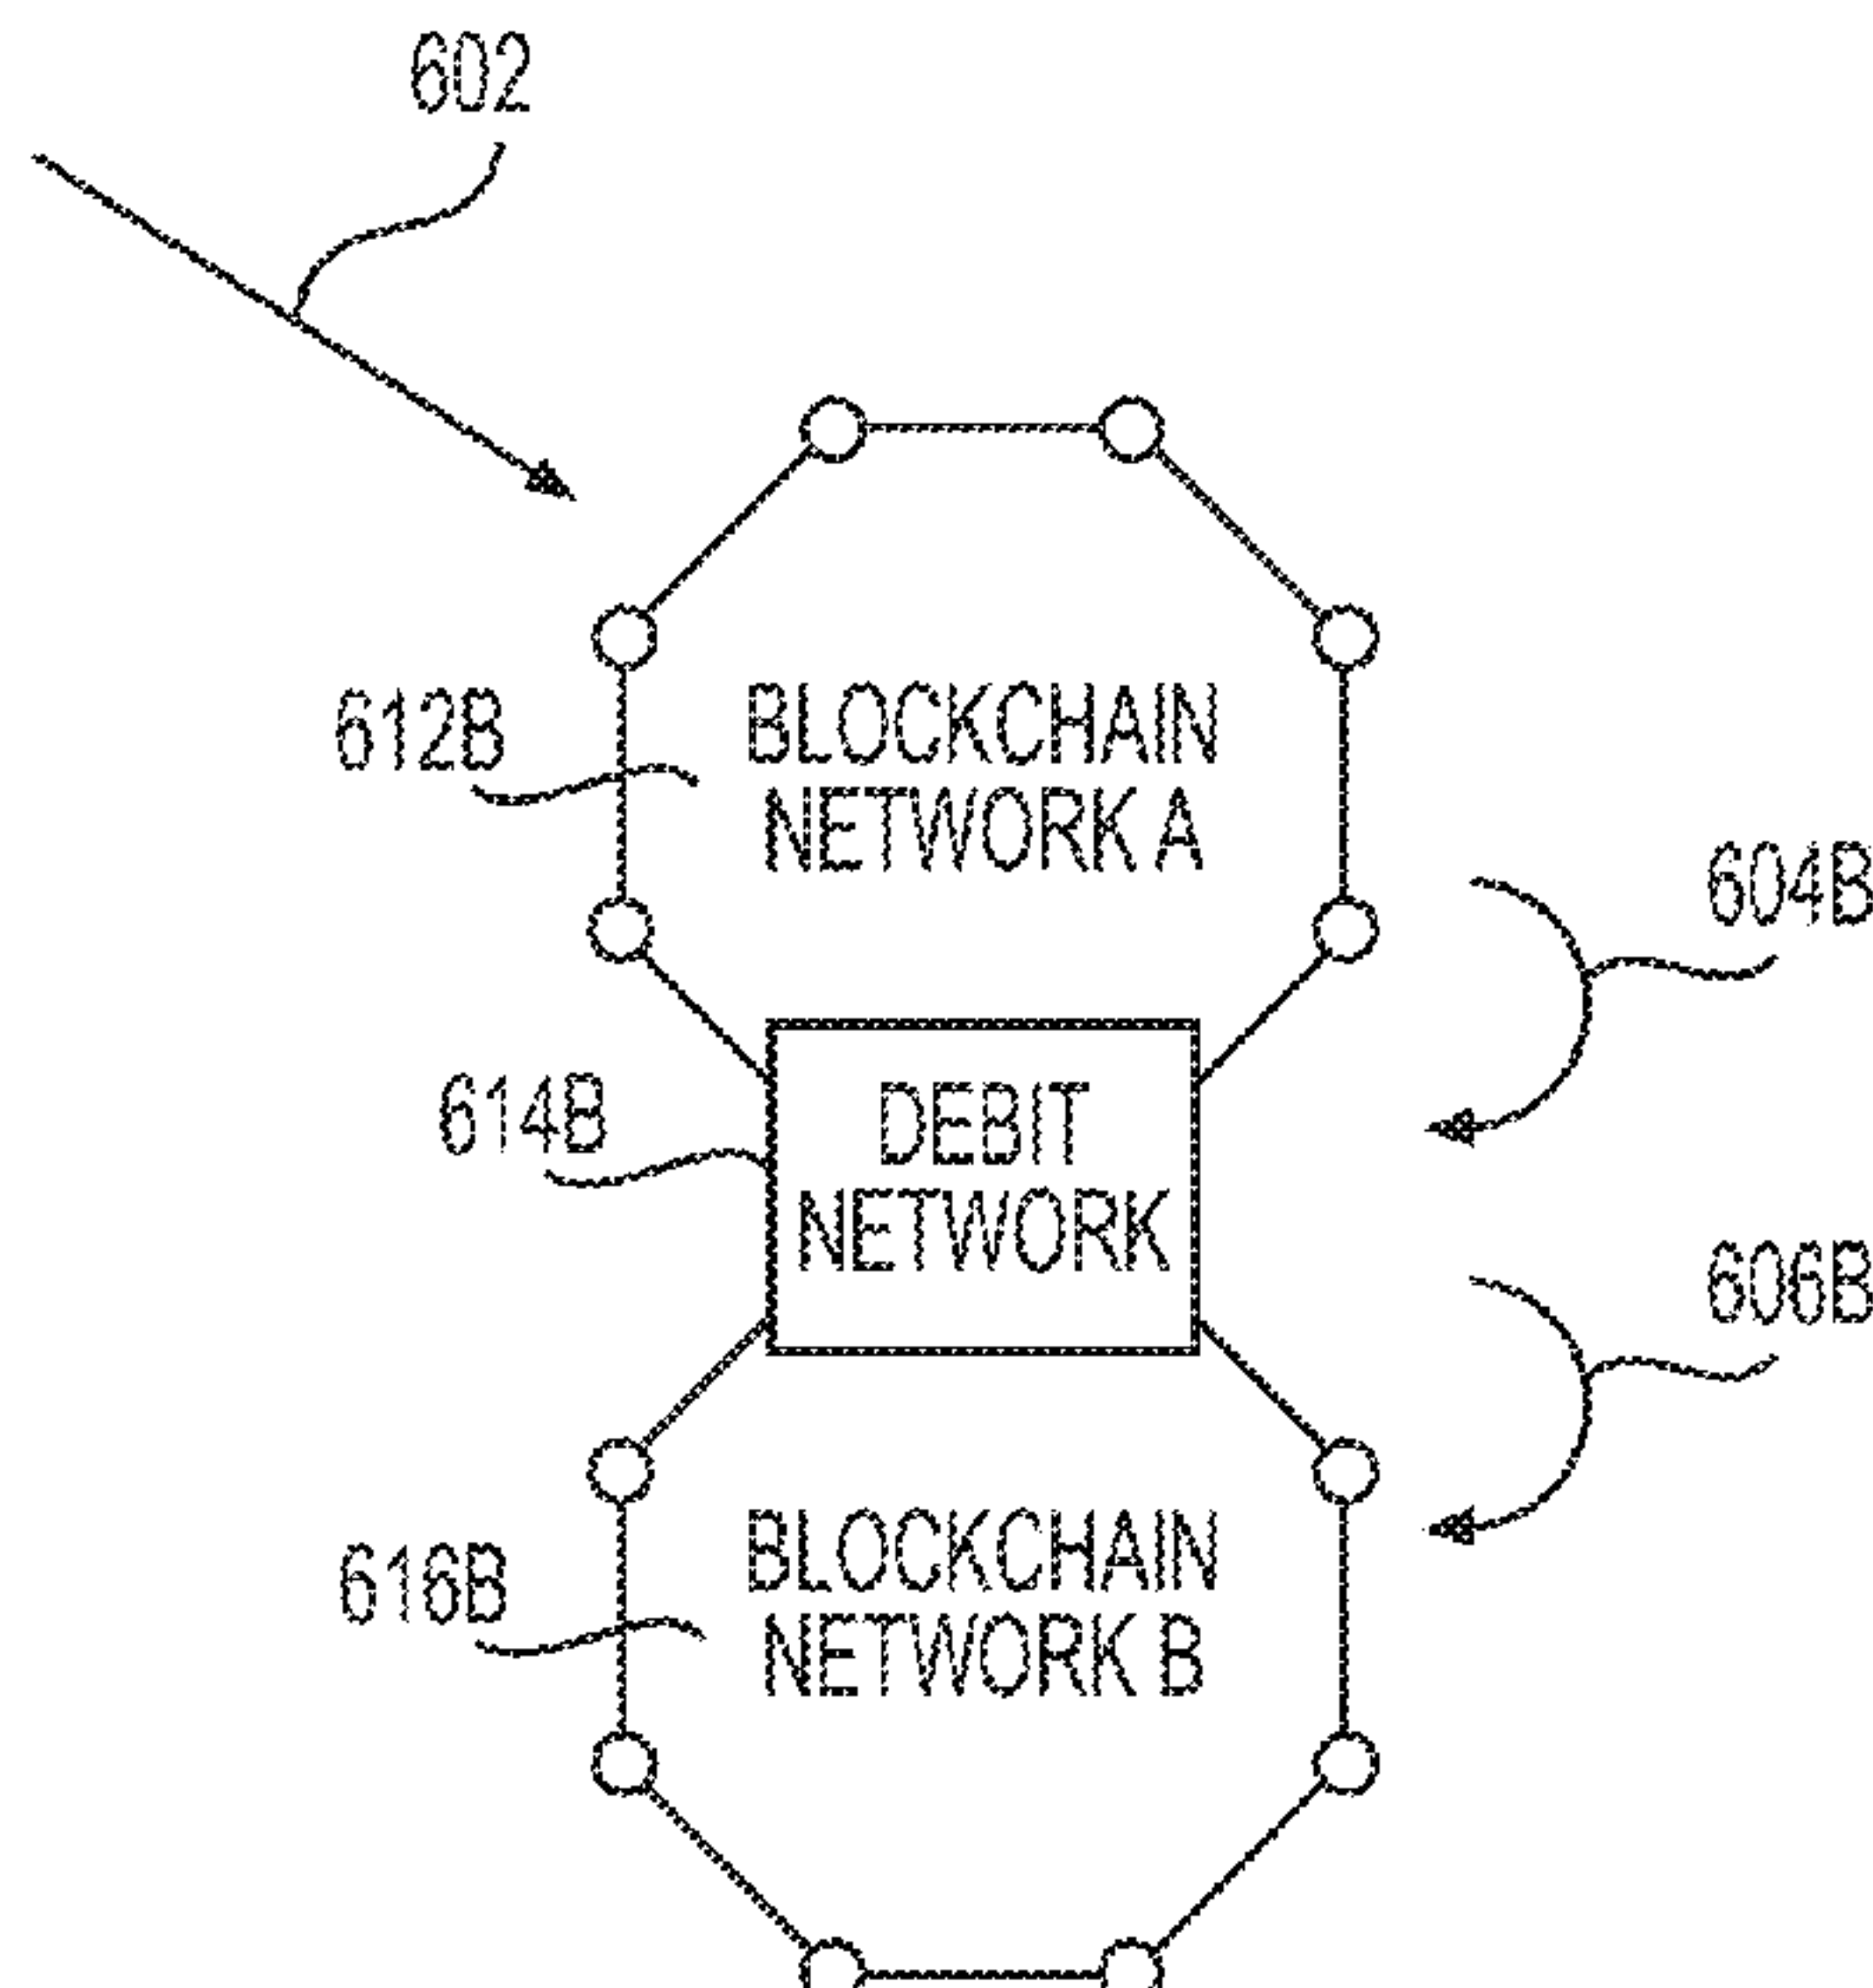 602
612B
BLOCKCHAIN
NETWORK A
604B
614B
DEBIT
NETWORK
606B
616B
BLOCKCHAIN
NETWORK B